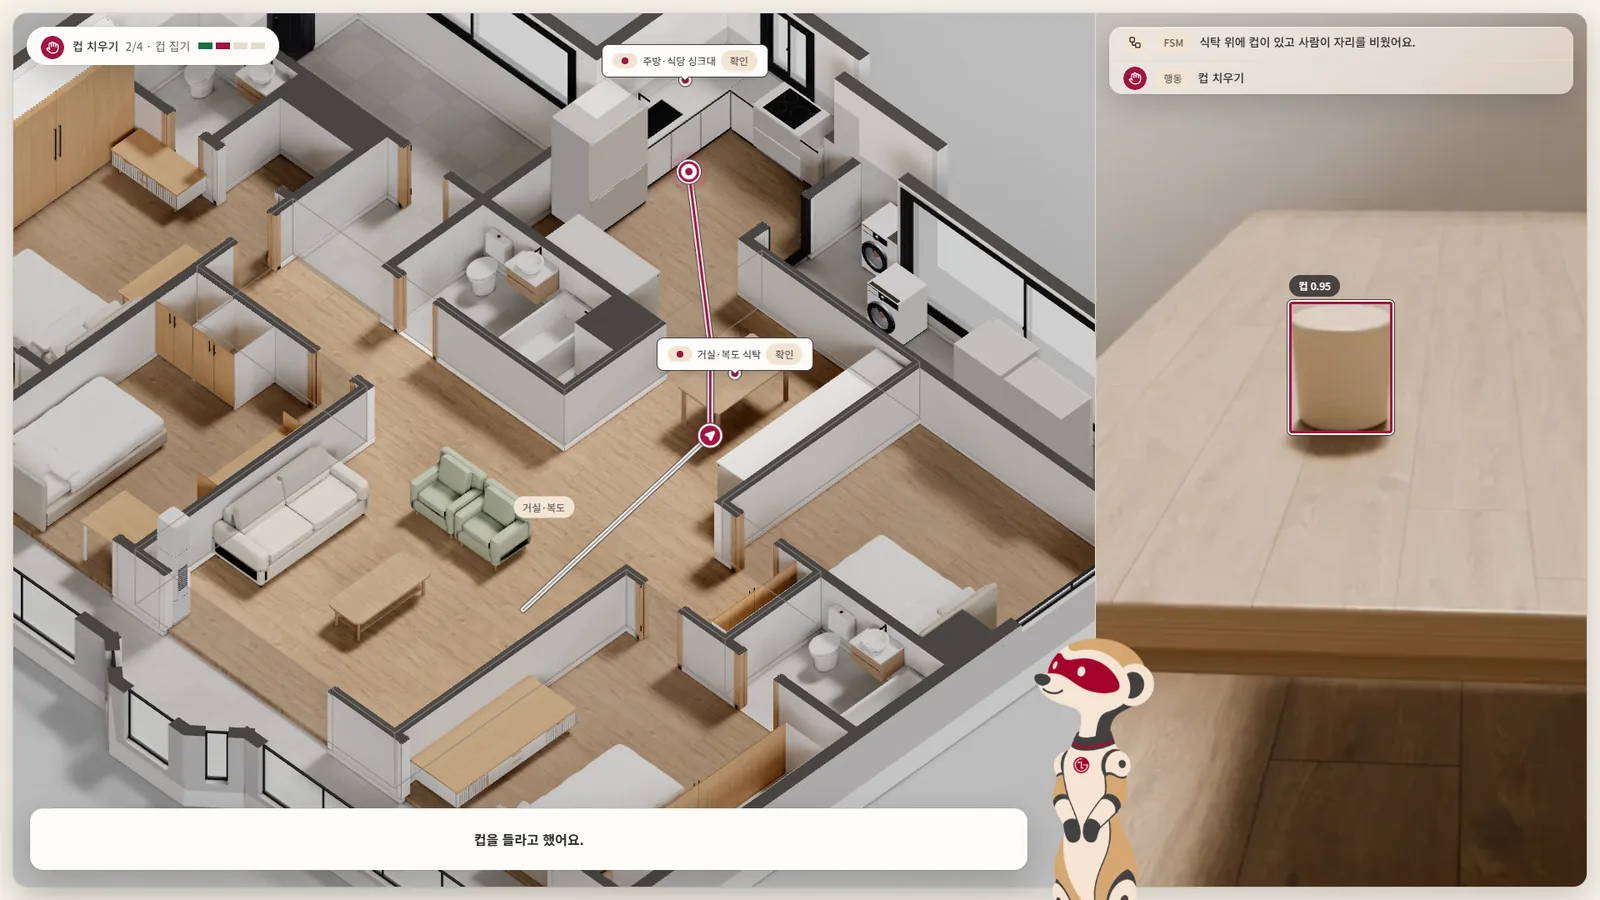 컵 치우기 2/4 · 컵 집기
주방·식당 싱크대 확인
거실·복도 식탁 확인
거실·복도
컵을 들라고 했어요.
FSM 식탁 위에 컵이 있고 사람이 자리를 비웠어요.
행동 컵 치우기
컵 0.95